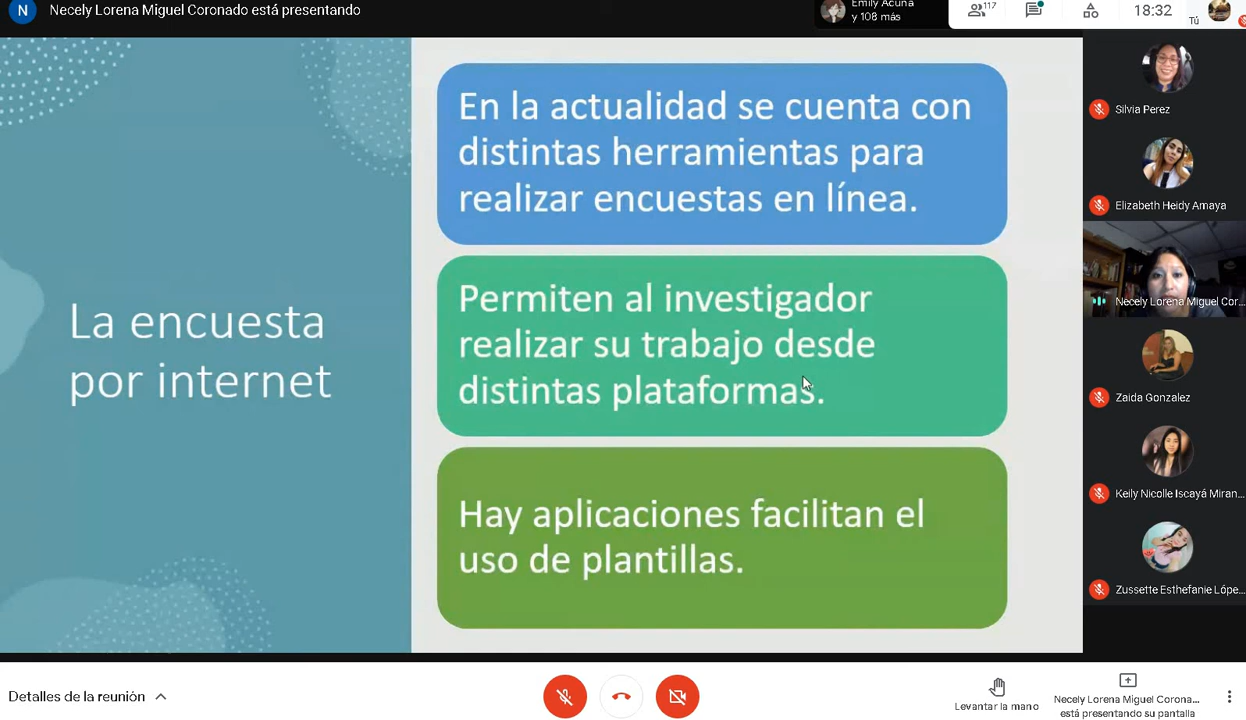 N
Necely Lorena Miguel Coronado está presentando
Emily Acuña
y 108 más
117
18:32
Tú
La encuesta
por internet
En la actualidad se cuenta con
distintas herramientas para
realizar encuestas en línea.
Permiten al investigador
realizar su trabajo desde
distintas plataformas.
Hay aplicaciones facilitan el
uso de plantillas.
Silvia Perez
Elizabeth Heidy Amaya
Necely Lorena Miguel Cor...
Zaida Gonzalez
Keily Nicolle Iscayá Miran...
Zussette Esthefanie Lópe...
Detalles de la reunión
Levantar la mano
Necely Lorena Miguel Corona...
está presentando su pantalla